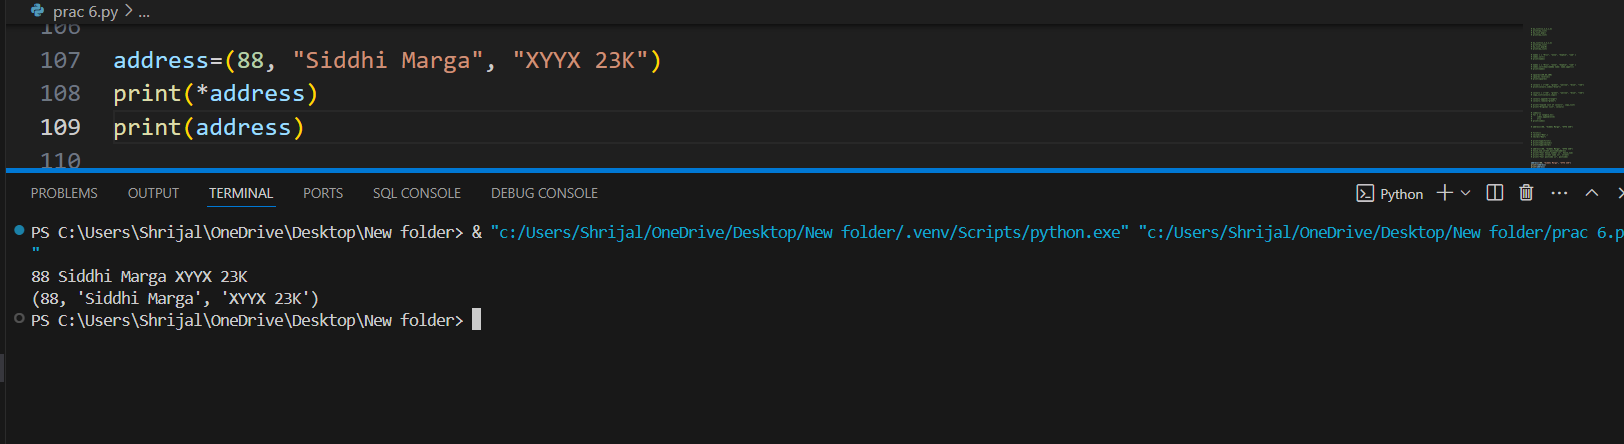 prac 6.py > ...
106
107 address=(88, "Siddhi Marga", "XYYX 23K")
108 print(*address)
109 print(address)
110
PROBLEMS OUTPUT TERMINAL PORTS SQL CONSOLE DEBUG CONSOLE Python
PS C:\Users\Shrijal\OneDrive\Desktop\New folder> & "c:/Users/Shrijal/OneDrive/Desktop/New folder/.venv/Scripts/python.exe" "c:/Users/Shrijal/OneDrive/Desktop/New folder/prac 6.p
"
88 Siddhi Marga XYYX 23K
(88, 'Siddhi Marga', 'XYYX 23K')
PS C:\Users\Shrijal\OneDrive\Desktop\New folder>